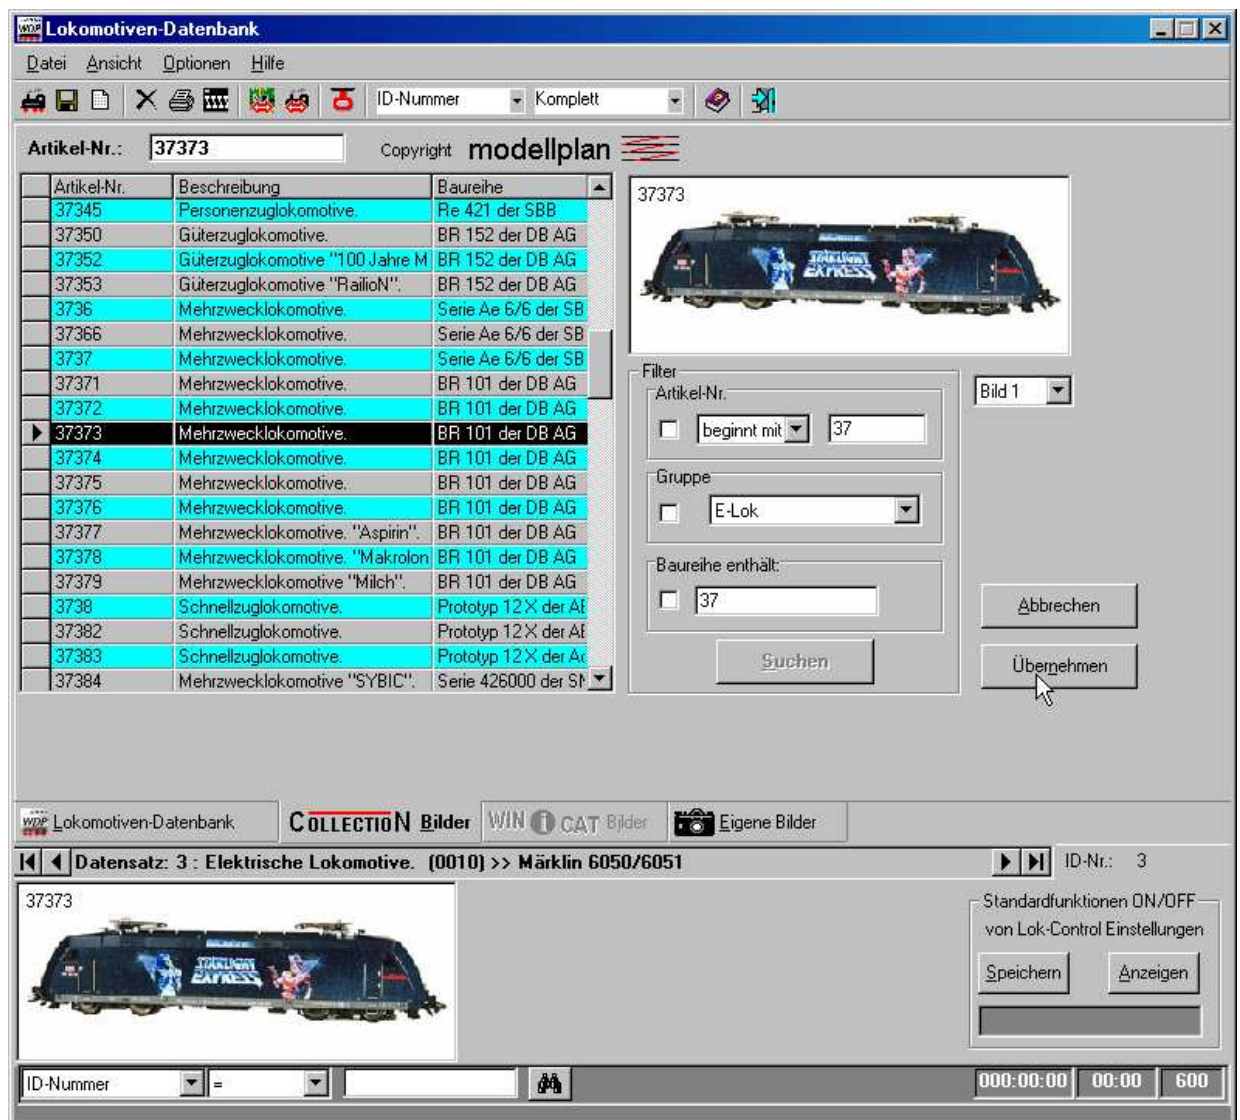 WDP Lokomotiven-Datenbank
Datei Ansicht Optionen Hilfe
ID-Nummer Komplett
Artikel-Nr.: 37373 Copyright modellplan
Artikel-Nr. Beschreibung Baureihe
37345 Personenzuglokomotive. Re 421 der SBB
37350 Güterzuglokomotive. BR 152 der DB AG
37352 Güterzuglokomotive "100 Jahre M BR 152 der DB AG
37353 Güterzuglokomotive "RailioN". BR 152 der DB AG
3736 Mehrzwecklokomotive. Serie Ae 6/6 der SB
37366 Mehrzwecklokomotive. Serie Ae 6/6 der SB
3737 Mehrzwecklokomotive. Serie Ae 6/6 der SB
37371 Mehrzwecklokomotive. BR 101 der DB AG
37372 Mehrzwecklokomotive. BR 101 der DB AG
37373 Mehrzwecklokomotive. BR 101 der DB AG
37374 Mehrzwecklokomotive. BR 101 der DB AG
37375 Mehrzwecklokomotive. BR 101 der DB AG
37376 Mehrzwecklokomotive. BR 101 der DB AG
37377 Mehrzwecklokomotive. "Aspirin". BR 101 der DB AG
37378 Mehrzwecklokomotive. "Makrolon BR 101 der DB AG
37379 Mehrzwecklokomotive "Milch". BR 101 der DB AG
3738 Schnellzuglokomotive. Prototyp 12X der AE
37382 Schnellzuglokomotive. Prototyp 12X der AE
37383 Schnellzuglokomotive. Prototyp 12X der Ac
37384 Mehrzwecklokomotive "SYBIC". Serie 426000 der SN
37373
STARLIGHT
EXPRESS
Filter
Bild 1
Artikel-Nr.
beginnt mit 37
Gruppe
E-Lok
Baureihe enthält:
37
Suchen
Abbrechen
Übernehmen
WDP Lokomotiven-Datenbank COLLECTION Bilder WIN CAT Bilder Eigene Bilder
Datensatz: 3 : Elektrische Lokomotive. (0010) >> Märklin 6050/6051 ID-Nr.: 3
37373
STARLIGHT
EXPRESS
Standardfunktionen ON/OFF
von Lok-Control Einstellungen
Speichern Anzeigen
ID-Nummer = 000:00:00 00:00 600